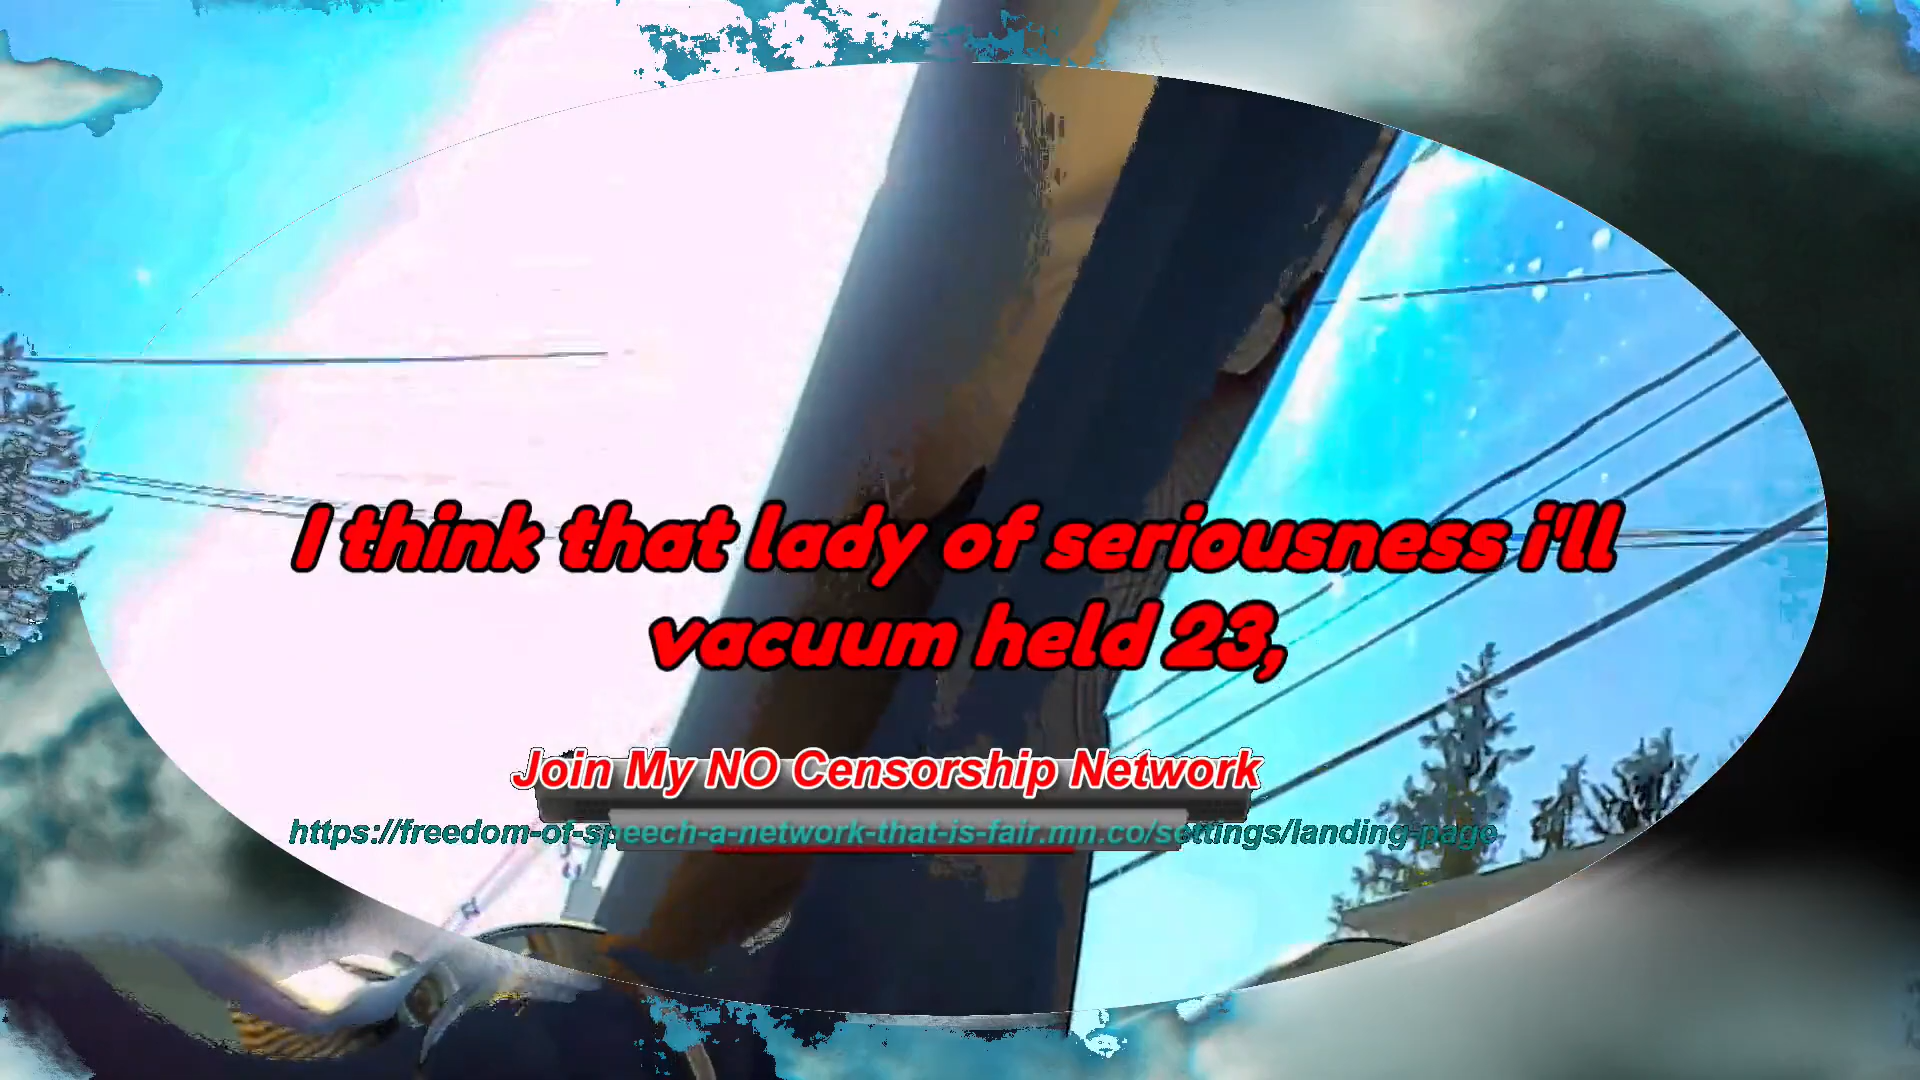 I think that lady of seriousness i'll
vacuum held 23,
Join My NO Censorship Network
https://freedom-of-speech-a-network-that-is-fair.mn.co/settings/landing-page